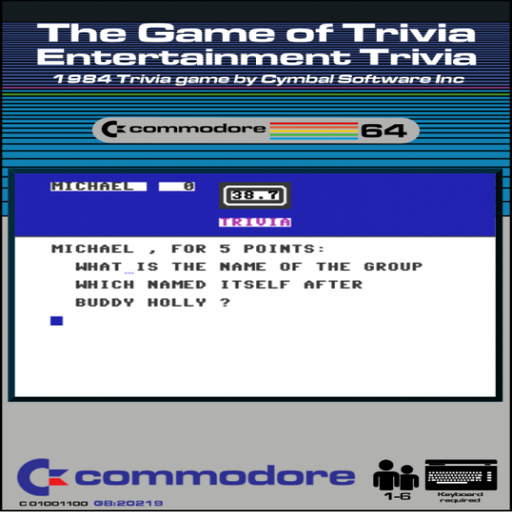 The Game of Trivia
Entertainment Trivia
1984 Trivia game by Cymbal Software Inc
commodore 64
MICHAEL 0
38.7
TRIVIA
MICHAEL , FOR 5 POINTS:
WHAT IS THE NAME OF THE GROUP
WHICH NAMED ITSELF AFTER
BUDDY HOLLY ?
commodore
1-6
Keyboard
required
C01001100 GB:20219